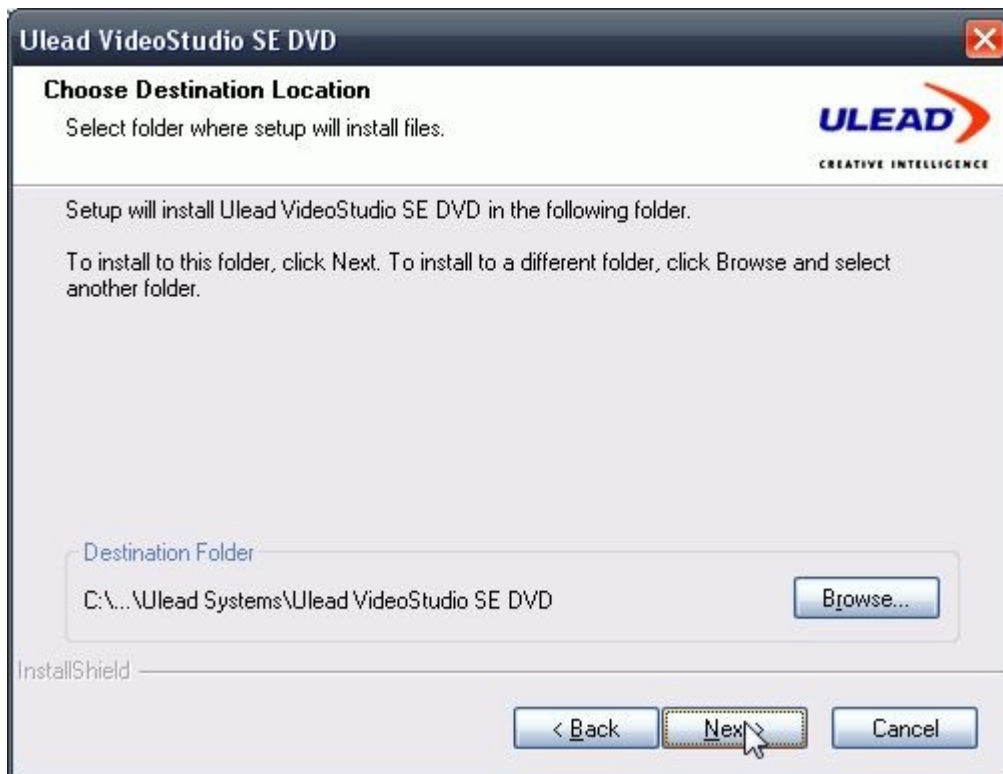 Ulead VideoStudio SE DVD
Choose Destination Location
Select folder where setup will install files.
ULEAD
CREATIVE INTELLIGENCE
Setup will install Ulead VideoStudio SE DVD in the following folder.
To install to this folder, click Next. To install to a different folder, click Browse and select
another folder.
Destination Folder
C:\...\Ulead Systems\Ulead VideoStudio SE DVD
Browse...
InstallShield
< Back
Next >
Cancel